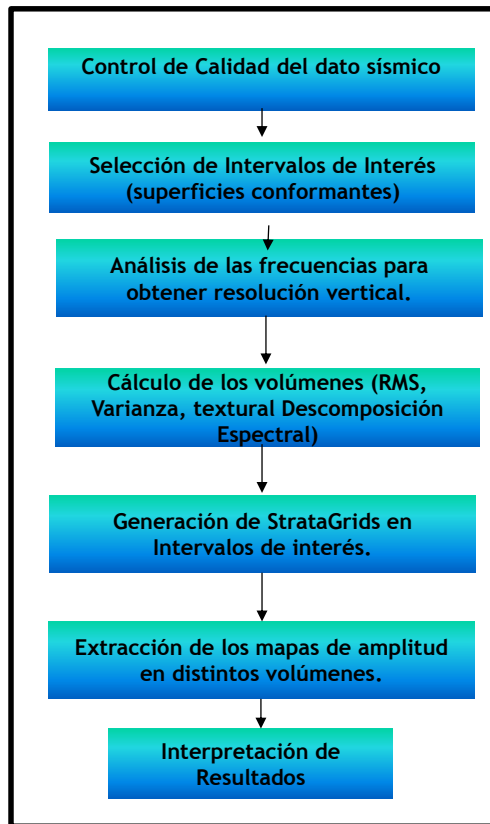 Control de Calidad del dato sísmico
Selección de Intervalos de Interés
(superficies conformantes)
Análisis de las frecuencias para
obtener resolución vertical.
Cálculo de los volúmenes (RMS,
Varianza, textural Descomposición
Espectral)
Generación de StrataGrids en
Intervalos de interés.
Extracción de los mapas de amplitud
en distintos volúmenes.
Interpretación de
Resultados